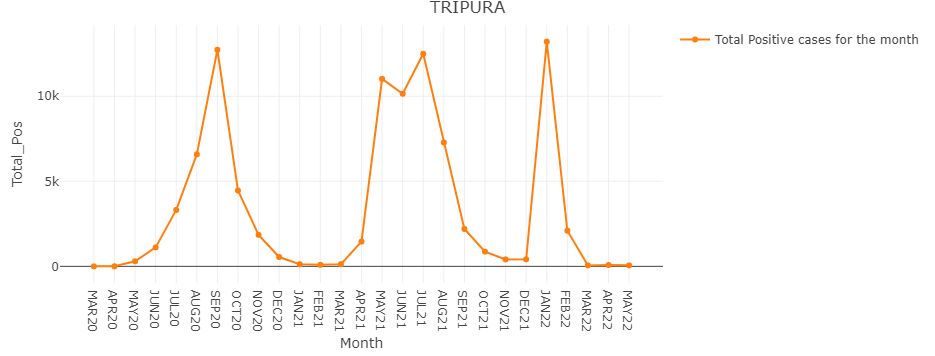 TRIPURA
Total Positive cases for the month
Total_Pos
10k
5k
0
MAR20
APR20
MAY20
JUN20
JUL20
AUG20
SEP20
OCT20
NOV20
DEC20
JAN21
FEB21
MAR21
APR21
MAY21
JUN21
JUL21
AUG21
SEP21
OCT21
NOV21
DEC21
JAN22
FEB22
MAR22
APR22
MAY22
Month